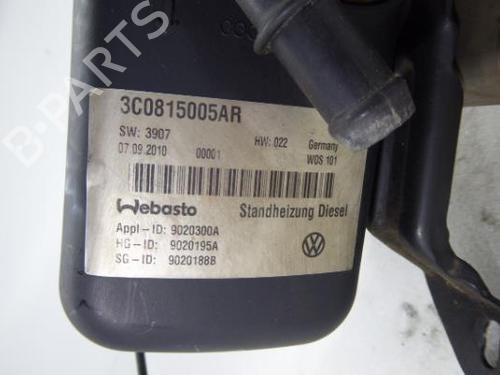 B-PARTS
3C0815005AR
SW: 3907 HW: 022 Germany
07.09.2010 00001 W0S 101
Webasto Standheizung Diesel
Appl-ID: 9020300A
HG-ID: 9020195A
SG-ID: 9020188B